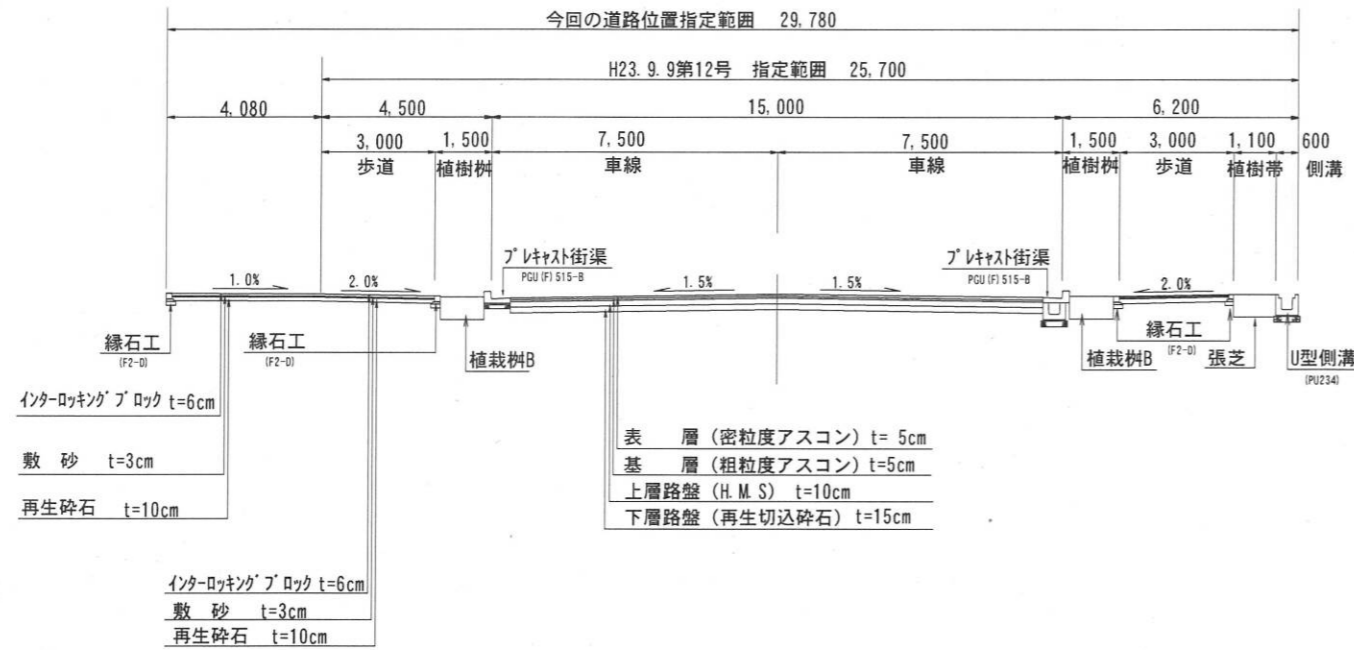 今回の道路位置指定範囲 29,780
H23.9.9第12号 指定範囲 25,700
4,080 4,500 15,000 6,200
3,000 1,500 7,500 7,500 1,500 3,000 1,100 600
歩道 植樹桝 車線 車線 植樹桝 歩道 植樹帯 側溝
プレキャスト街渠 プレキャスト街渠
PGU(F)515-B PGU(F)515-B
1.0% 2.0% 1.5% 1.5% 2.0%
縁石工 縁石工 植栽桝B 植栽桝B 縁石工 張芝 U型側溝
(F2-D) (F2-D) (F2-D) (PU234)
インターロッキングブロック t=6cm
敷 砂 t=3cm
再生砕石 t=10cm
表 層(密粒度アスコン)t= 5cm
基 層(粗粒度アスコン)t=5cm
上層路盤(H.M.S) t=10cm
下層路盤(再生切込砕石)t=15cm
インターロッキングブロック t=6cm
敷 砂 t=3cm
再生砕石 t=10cm